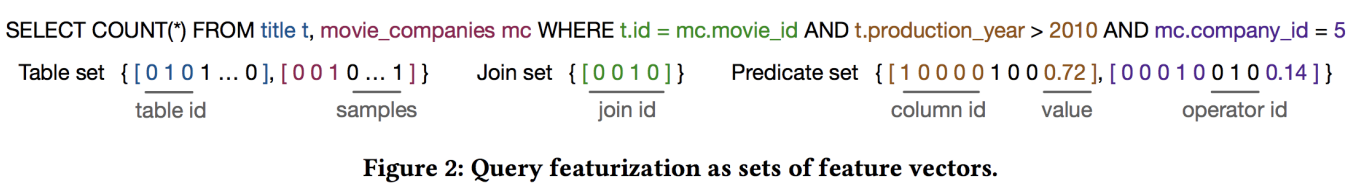 SELECT COUNT(*) FROM title t, movie_companies mc WHERE t.id = mc.movie_id AND t.production_year > 2010 AND mc.company_id = 5
Table set { [ 0 1 0 1 ... 0 ], [ 0 0 1 0 ... 1 ] } Join set { [ 0 0 1 0 ] } Predicate set { [ 1 0 0 0 0 1 0 0 0.72 ], [ 0 0 0 1 0 0 1 0 0.14 ] }
table id samples join id column id value operator id
Figure 2: Query featurization as sets of feature vectors.